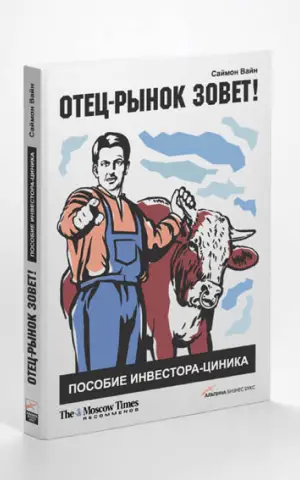 Саймон Вайн
ОТЕЦ-РЫНОК ЗОВЕТ!
ПОСОБИЕ ИНВЕСТОРА-ЦИНИКА
The Moscow Times
RECOMMENDS
АЛЬПИНА БИЗНЕС БУКС
Саймон Вайн
ПОСОБИЕ ИНВЕСТОРА-ЦИНИКА
ОТЕЦ-РЫНОК ЗОВЕТ!